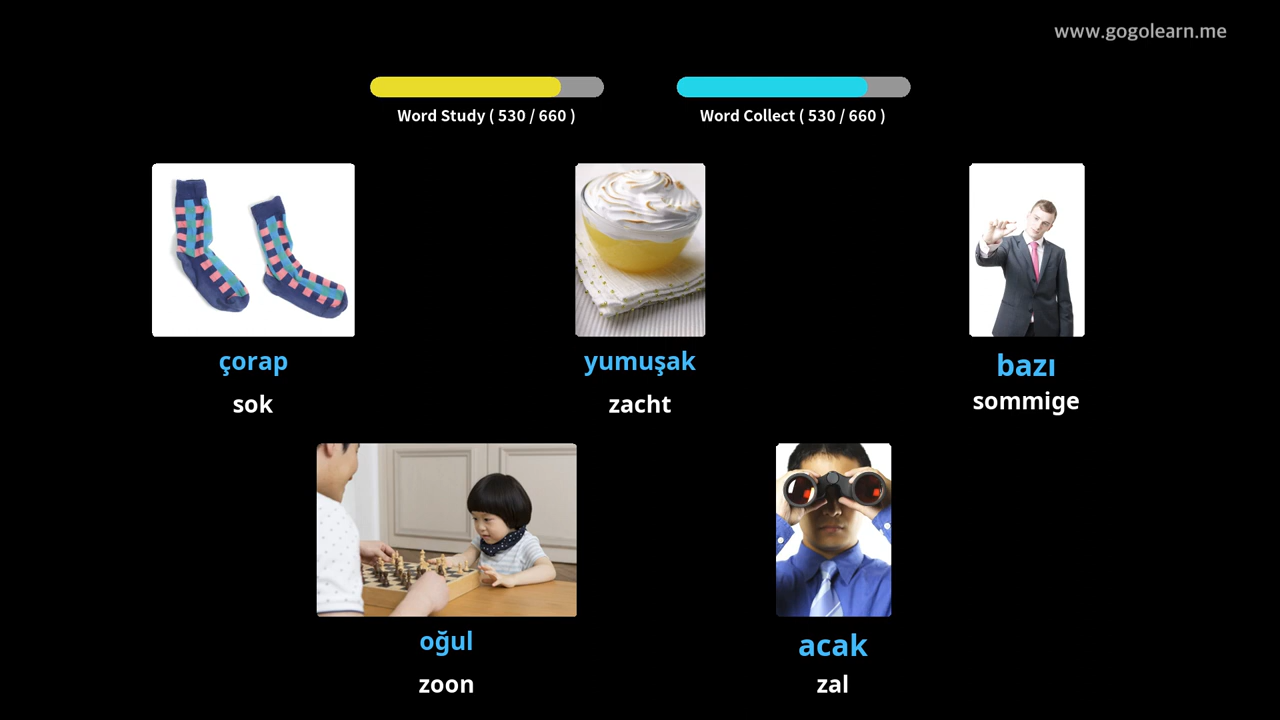 www.gogolearn.me
Word Study ( 530 / 660 )
Word Collect ( 530 / 660 )
çorap
sok
yumuşak
zacht
bazı
sommige
oğul
zoon
acak
zal